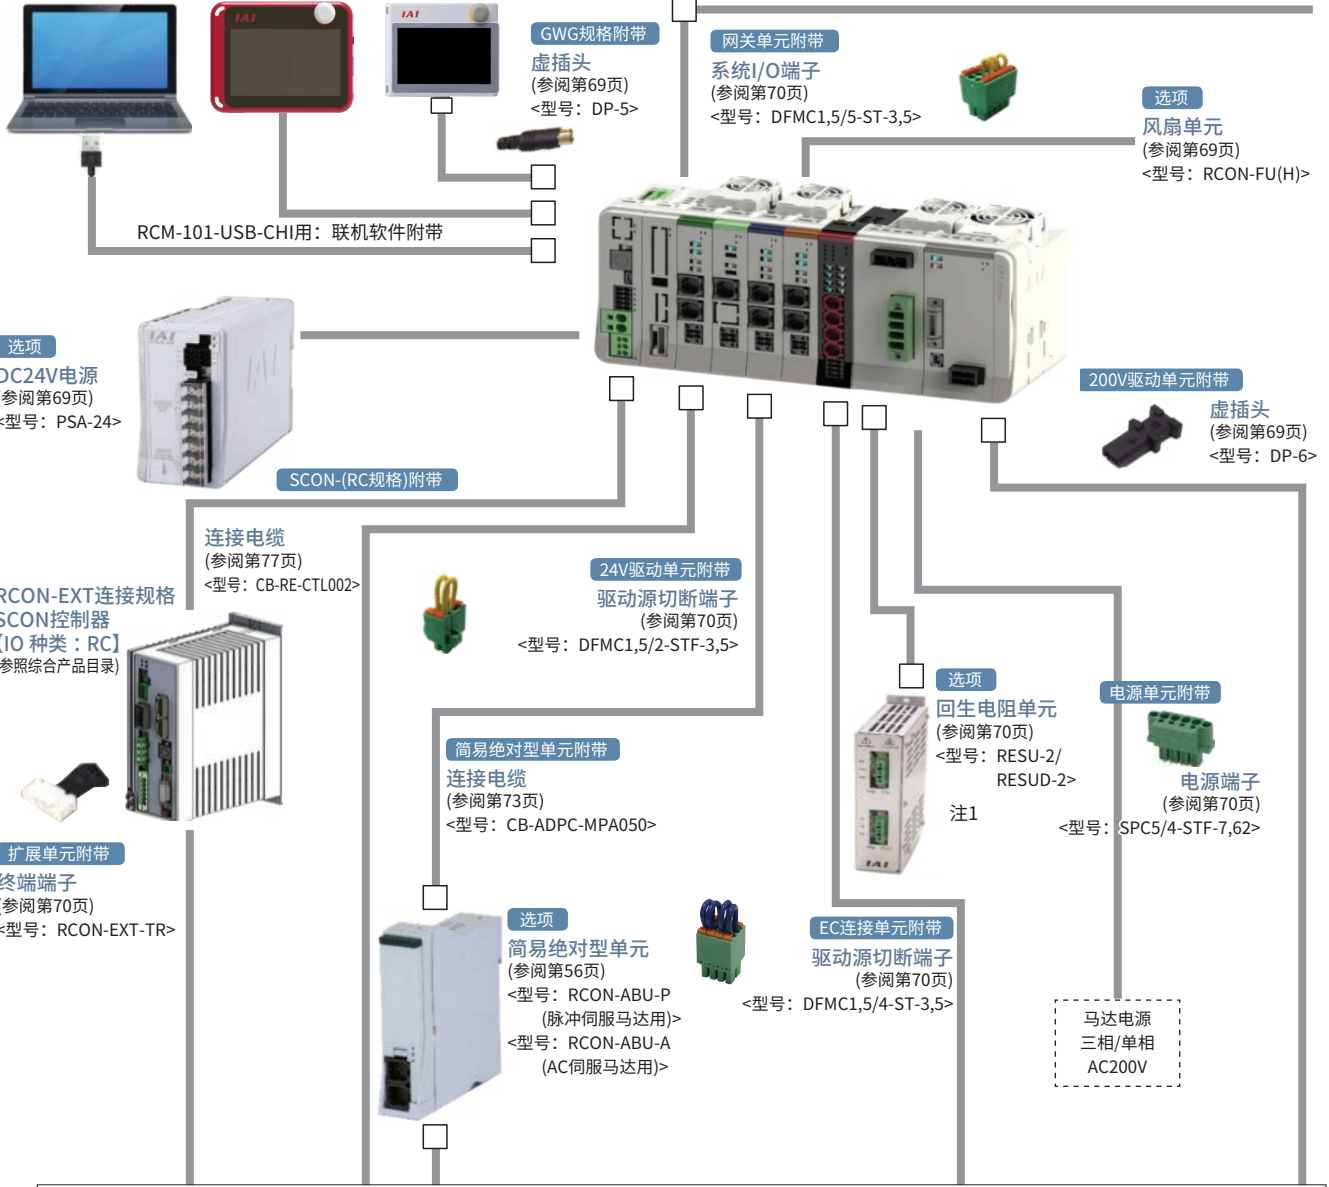 IAI
IAI
GWG规格附带
虚插头
(参阅第69页)
<型号：DP-5>
网关单元附带
系统I/O端子
(参阅第70页)
<型号：DFMC1,5/5-ST-3,5>
选项
风扇单元
(参阅第69页)
<型号：RCON-FU(H)>
RCM-101-USB-CHI用：联机软件附带
IAI
选项
DC24V电源
(参阅第69页)
<型号：PSA-24>
200V驱动单元附带
虚插头
(参阅第69页)
<型号：DP-6>
SCON-(RC规格)附带
连接电缆
(参阅第77页)
<型号：CB-RE-CTL002>
24V驱动单元附带
驱动源切断端子
(参阅第70页)
<型号：DFMC1,5/2-STF-3,5>
RCON-EXT连接规格
SCON控制器
【IO 种类：RC】
参照综合产品目录)
选项
回生电阻单元
(参阅第70页)
<型号：RESU-2/
RESUD-2>
注1
IAI
电源单元附带
电源端子
(参阅第70页)
<型号：SPC5/4-STF-7,62>
简易绝对型单元附带
连接电缆
(参阅第73页)
<型号：CB-ADPC-MPA050>
扩展单元附带
终端端子
(参阅第70页)
<型号：RCON-EXT-TR>
选项
简易绝对型单元
(参阅第56页)
<型号：RCON-ABU-P
(脉冲伺服马达用)>
<型号：RCON-ABU-A
(AC伺服马达用)>
EC连接单元附带
驱动源切断端子
(参阅第70页)
<型号：DFMC1,5/4-ST-3,5>
马达电源
三相/单相
AC200V